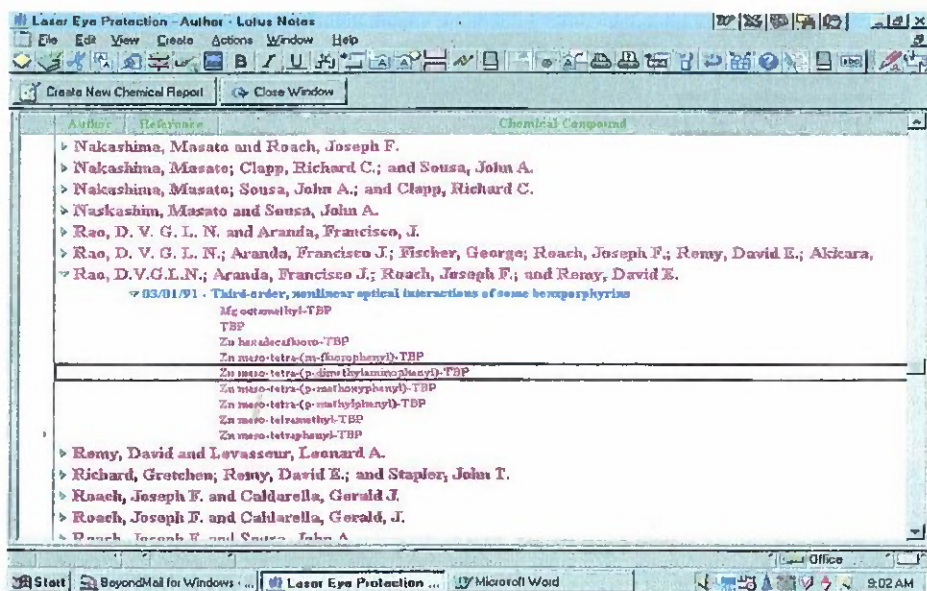 Laser Eye Protection - Author - Lotus Notes
File Edit View Create Actions Window Help
Create New Chemical Report Close Window
Author Reference Chemical Compound
Nakashima, Masato and Roach, Joseph F.
Nakashima, Masato; Clapp, Richard C.; and Sousa, John A.
Nakashima, Masato; Sousa, John A.; and Clapp, Richard C.
Naskashim, Masato and Sousa, John A.
Rao, D. V. G. L. N. and Aranda, Francisco, J.
Rao, D. V. G. L. N.; Aranda, Francisco J.; Fischer, George; Roach, Joseph F.; Remy, David E.; Akkara,
Rao, D.V.G.L.N.; Aranda, Francisco J.; Roach, Joseph F.; and Remy, David E.
03/01/91 - Third-order, nonlinear optical interactions of some benzporphyrins
Mg octamethyl-TBP
TBP
Zn hexadecafluoro-TBP
Zn meso-tetra-(m-fluorophenyl)-TBP
Zn meso-tetra-(p-dimethylaminophenyl)-TBP
Zn meso-tetra-(p-methoxyphenyl)-TBP
Zn meso-tetra-(p-methylphenyl)-TBP
Zn meso-tetramethyl-TBP
Zn meso-tetraphenyl-TBP
Remy, David and Levasseur, Leonard A.
Richard, Gretchen; Remy, David E.; and Stapler, John T.
Roach, Joseph F. and Caldarella, Gerald J.
Roach, Joseph F. and Caldarella, Gerald, J.
Roach, Joseph F. and Sousa, John A.
Office
Start BeyondMail for Windows - ... Laser Eye Protection ... Microsoft Word 9:02 AM